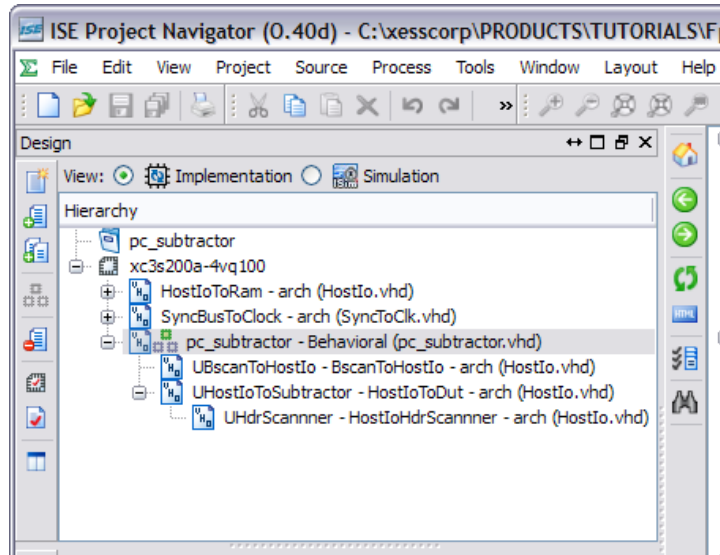 ISE Project Navigator (O.40d) - C:\xesscorp\PRODUCTS\TUTORIALS\F
File Edit View Project Source Process Tools Window Layout Help
Design
View: Implementation Simulation
Hierarchy
pc_subtractor
xc3s200a-4vq100
HostIoToRam - arch (HostIo.vhd)
SyncBusToClock - arch (SyncToClk.vhd)
pc_subtractor - Behavioral (pc_subtractor.vhd)
UBscanToHostIo - BscanToHostIo - arch (HostIo.vhd)
UHostIoToSubtractor - HostIoToDut - arch (HostIo.vhd)
UHdrScannner - HostIoHdrScannner - arch (HostIo.vhd)